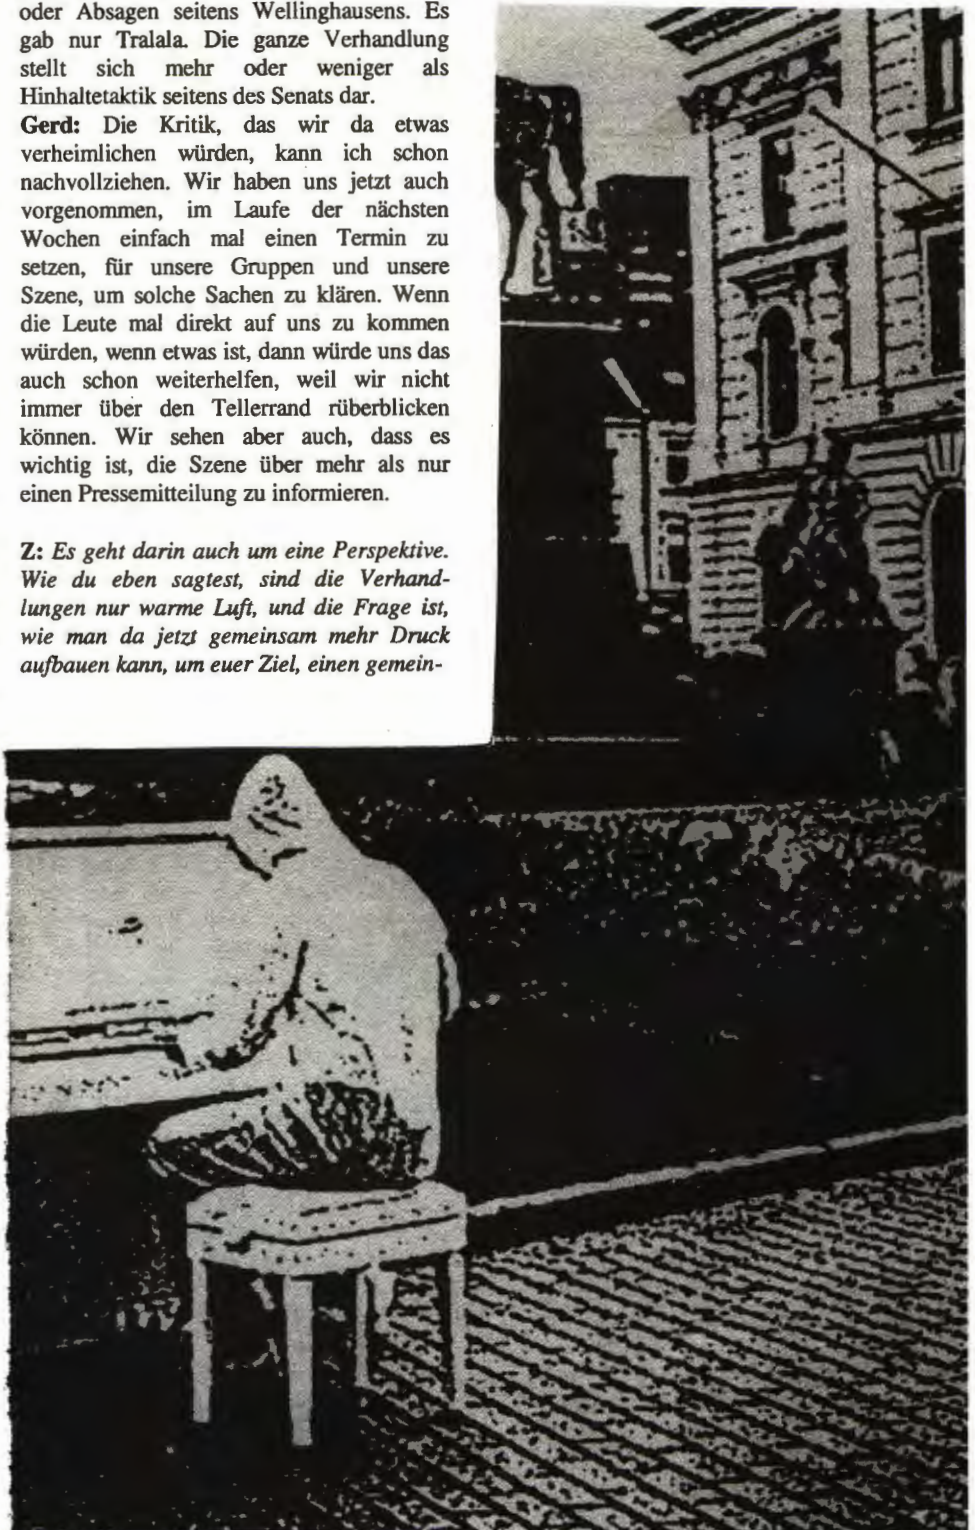 oder Absagen seitens Wellinghausens. Es
gab nur Tralala. Die ganze Verhandlung
stellt sich mehr oder weniger als
Hinhaltetaktik seitens des Senats dar.
Gerd: Die Kritik, das wir da etwas
verheimlichen würden, kann ich schon
nachvollziehen. Wir haben uns jetzt auch
vorgenommen, im Laufe der nächsten
Wochen einfach mal einen Termin zu
setzen, für unsere Gruppen und unsere
Szene, um solche Sachen zu klären. Wenn
die Leute mal direkt auf uns zu kommen
würden, wenn etwas ist, dann würde uns das
auch schon weiterhelfen, weil wir nicht
immer über den Tellerrand rüberblicken
können. Wir sehen aber auch, dass es
wichtig ist, die Szene über mehr als nur
einen Pressemitteilung zu informieren.
Z: Es geht darin auch um eine Perspektive.
Wie du eben sagtest, sind die Verhand-
lungen nur warme Luft, und die Frage ist,
wie man da jetzt gemeinsam mehr Druck
aufbauen kann, um euer Ziel, einen gemein-